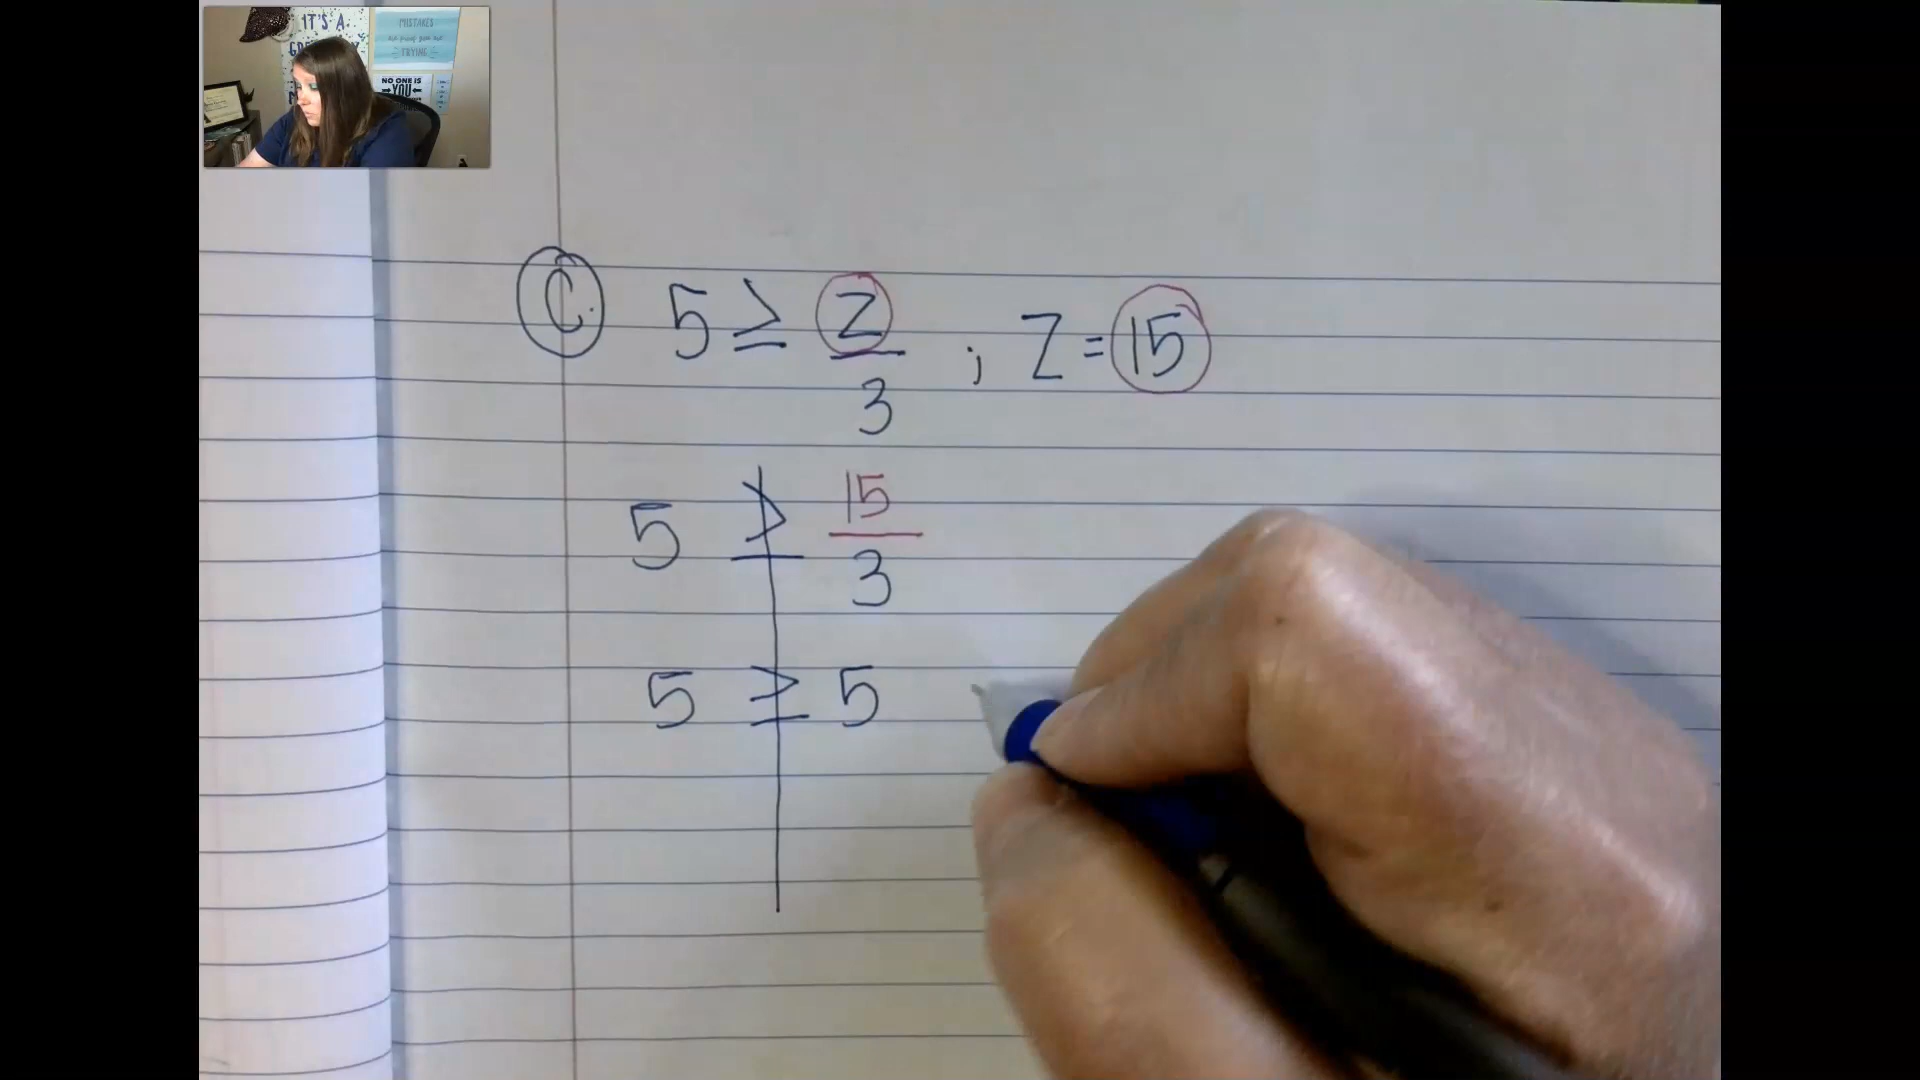 IT'S A
MISTAKES
TRYING
NO ONE IS
YOU
C. 5 ≥ z/3 ; z = 15
5 ≥ 15/3
5 ≥ 5